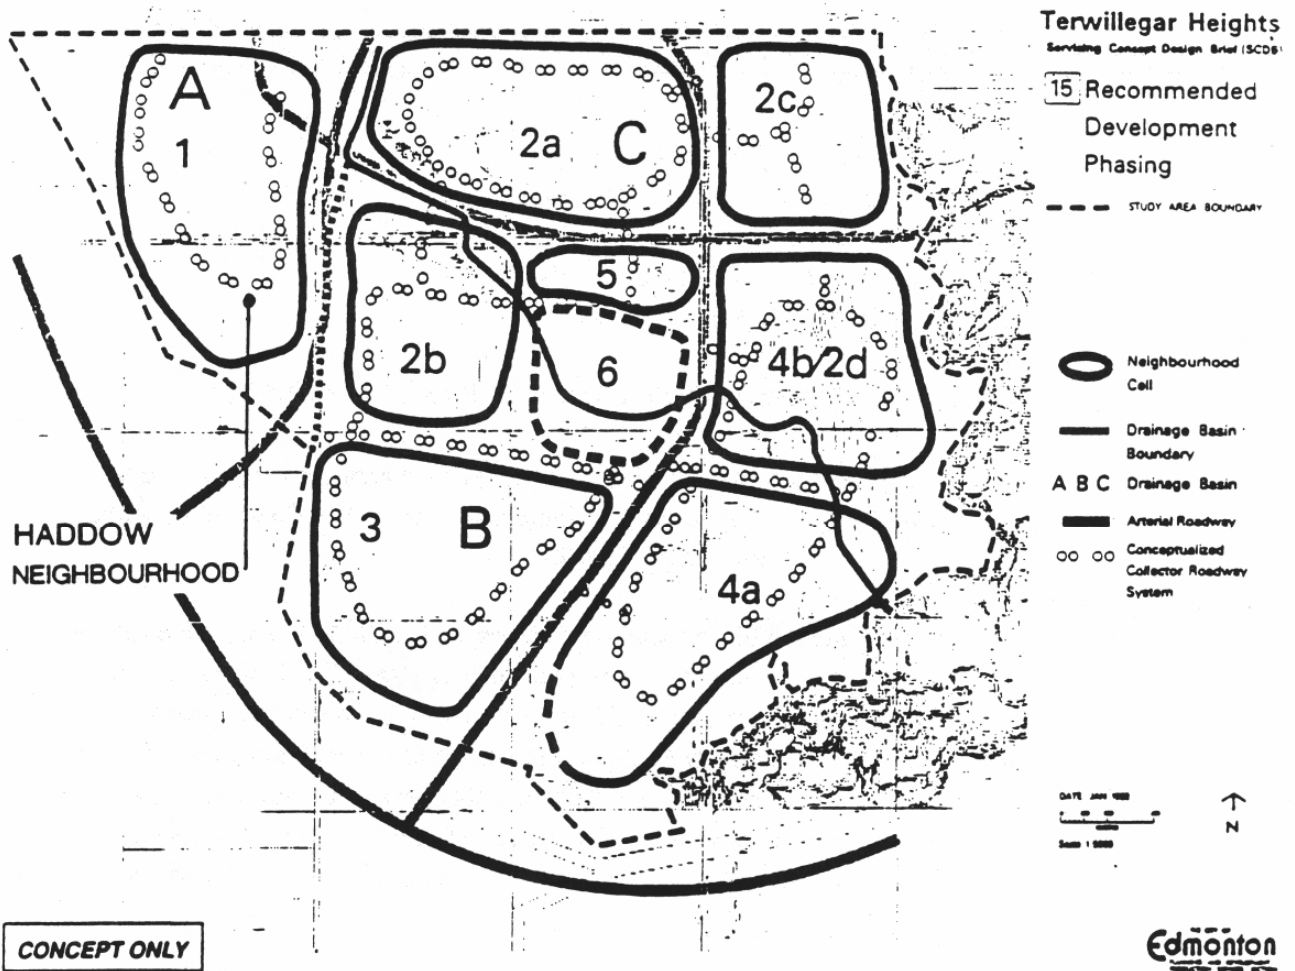 Terwillegar Heights
Servicing Concept Design Brief (SCDB)
15 Recommended
Development
Phasing
STUDY AREA BOUNDARY
A
1
2a
C
2c
5
2b
6
4b/2d
3
B
4a
HADDOW
NEIGHBOURHOOD
Neighbourhood
Cell
Drainage Basin
Boundary
A B C Drainage Basin
Arterial Roadway
Conceptualized
Collector Roadway
System
DATE JAN
N
CONCEPT ONLY
Edmonton